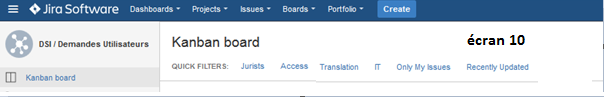 Jira Software Dashboards Projects Issues Boards Portfolio Create
DSI / Demandes Utilisateurs
Kanban board
Kanban board écran 10
QUICK FILTERS: Jurists Access Translation IT Only My Issues Recently Updated